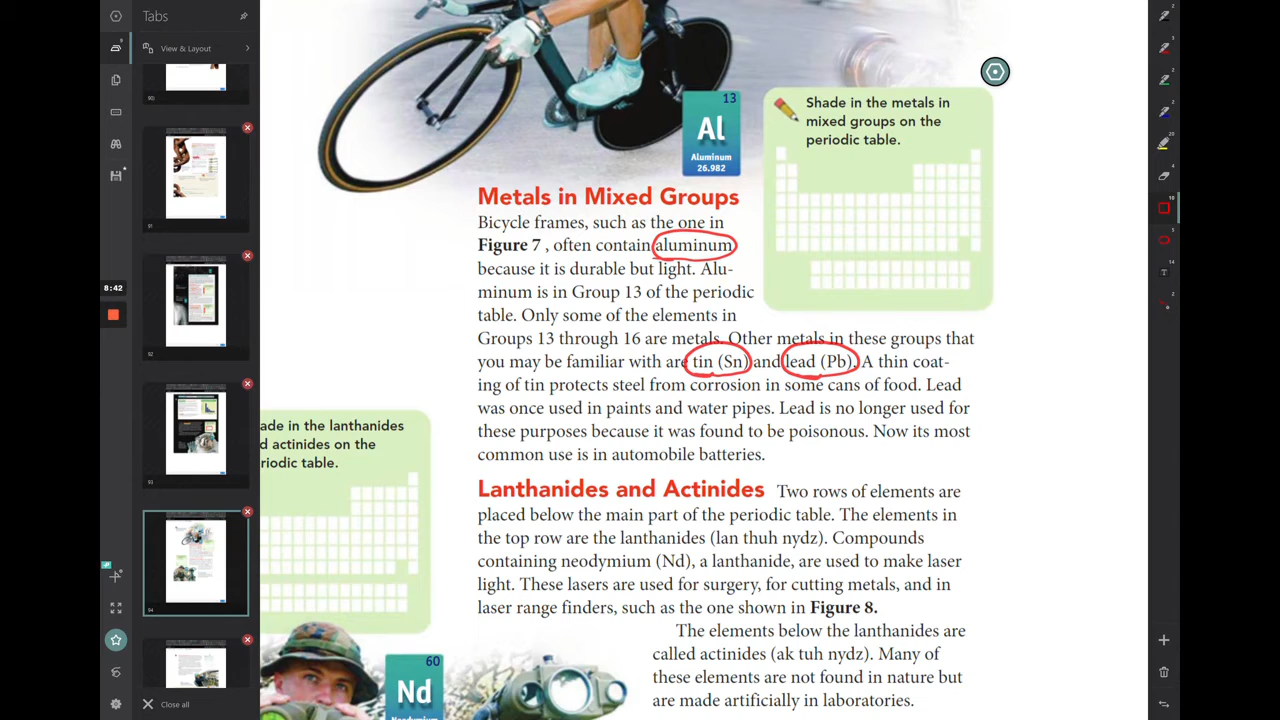 Tabs
View & Layout
90
91
92
93
94
8:42
Close all
13
Al
Aluminum
26.982
Shade in the metals in
mixed groups on the
periodic table.
Metals in Mixed Groups
Bicycle frames, such as the one in
Figure 7 , often contain aluminum
because it is durable but light. Alu-
minum is in Group 13 of the periodic
table. Only some of the elements in
Groups 13 through 16 are metals. Other metals in these groups that
you may be familiar with are tin (Sn) and lead (Pb). A thin coat-
ing of tin protects steel from corrosion in some cans of food. Lead
was once used in paints and water pipes. Lead is no longer used for
these purposes because it was found to be poisonous. Now its most
common use is in automobile batteries.
ade in the lanthanides
d actinides on the
riodic table.
Lanthanides and Actinides Two rows of elements are
placed below the main part of the periodic table. The elements in
the top row are the lanthanides (lan thuh nydz). Compounds
containing neodymium (Nd), a lanthanide, are used to make laser
light. These lasers are used for surgery, for cutting metals, and in
laser range finders, such as the one shown in Figure 8.
The elements below the lanthanides are
called actinides (ak tuh nydz). Many of
these elements are not found in nature but
are made artificially in laboratories.
60
Nd